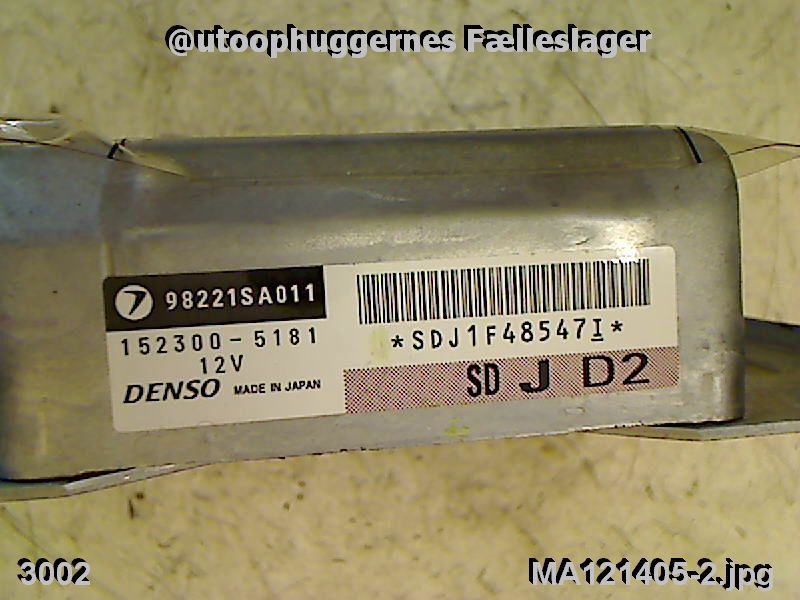 @utoophuggernes Fælleslager
98221SA011
152300-5181
12V
DENSO MADE IN JAPAN
*SDJ1F48547I*
SD J D2
3002
MA121405-2.jpg